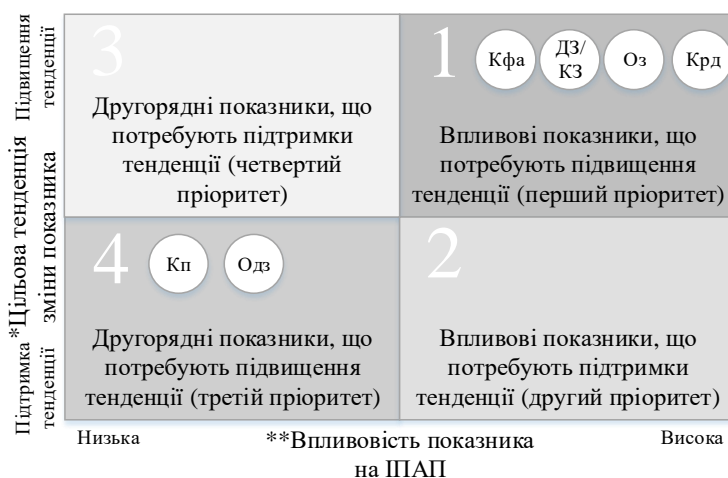 Підвищення
тенденції
*Цільова тенденція
зміни показника
Підтримка
тенденції
3
Другорядні показники, що
потребують підтримки
тенденції (четвертий
пріоритет)
1
Кфа
ДЗ/
КЗ
Оз
Крд
Впливові показники, що
потребують підвищення
тенденції (перший пріоритет)
4
Кп
Одз
Другорядні показники, що
потребують підвищення
тенденції (третій пріоритет)
2
Впливові показники, що
потребують підтримки
тенденції (другий пріоритет)
Низька
**Впливовість показника
на ІПАП
Висока